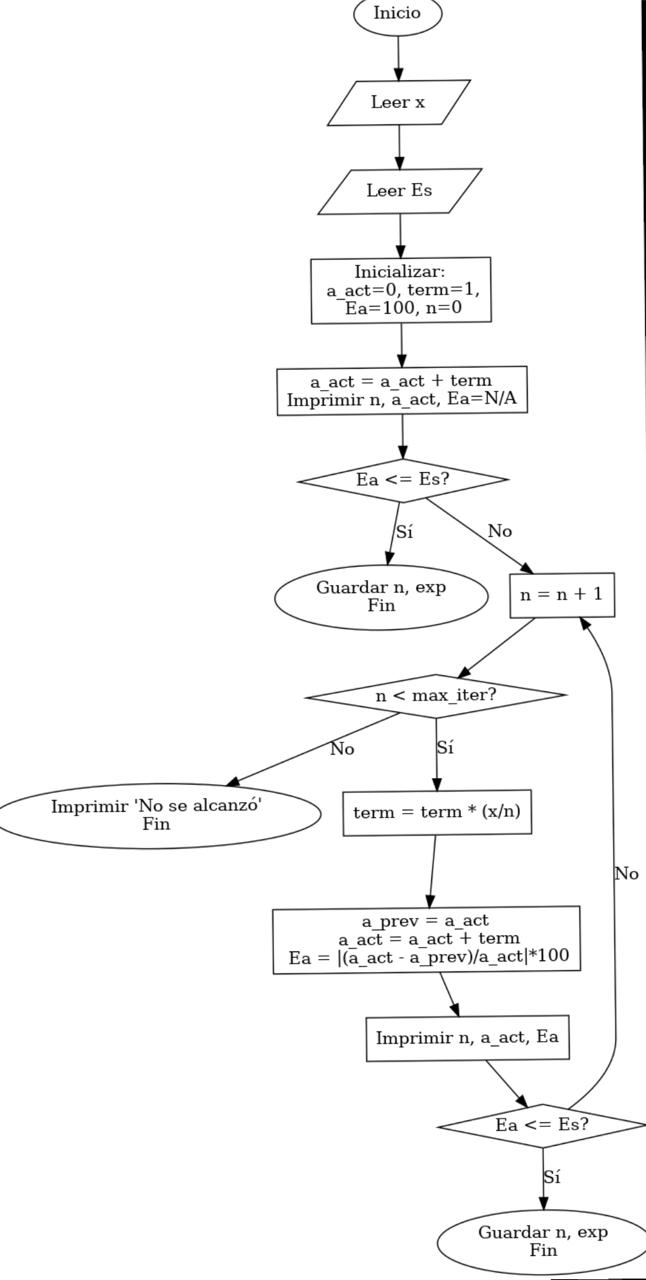 Inicio
Leer x
Leer Es
Inicializar:
a_act=0, term=1,
Ea=100, n=0
a_act = a_act + term
Imprimir n, a_act, Ea=N/A
Ea <= Es?
Sí
No
Guardar n, exp
Fin
n = n + 1
n < max_iter?
No
Sí
Imprimir 'No se alcanzó'
Fin
term = term * (x/n)
No
a_prev = a_act
a_act = a_act + term
Ea = |(a_act - a_prev)/a_act|*100
Imprimir n, a_act, Ea
Ea <= Es?
Sí
Guardar n, exp
Fin